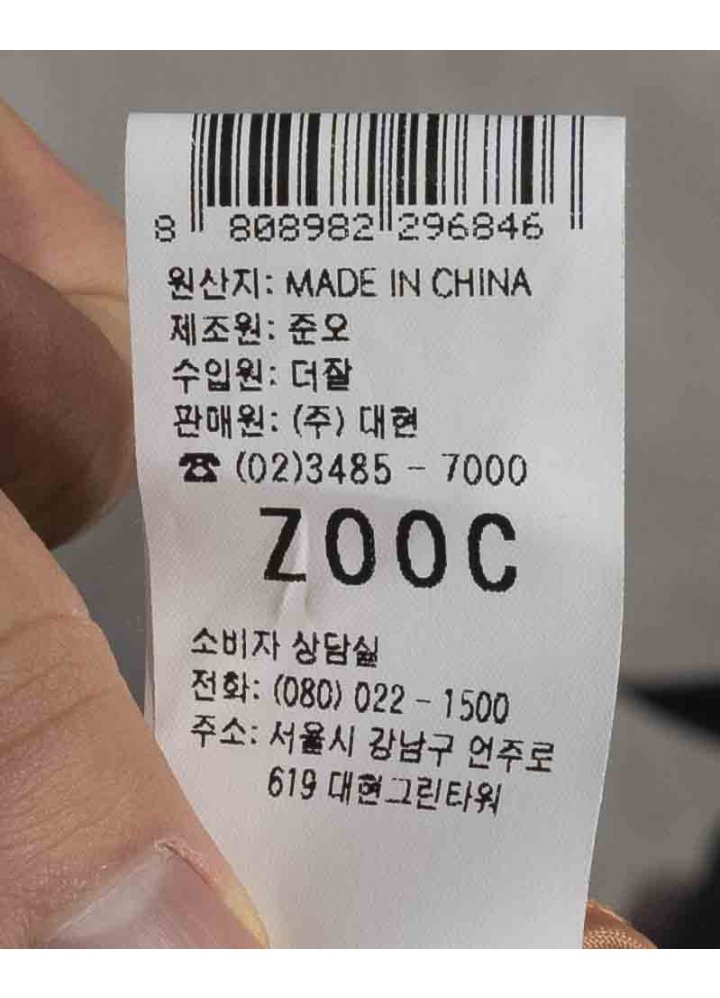 8 808982 296846
원산지: MADE IN CHINA
제조원: 준오
수입원: 더잘
판매원: (주) 대현
☎ (02)3485 - 7000
ZOOC
소비자 상담실
전화: (080) 022 - 1500
주소: 서울시 강남구 언주로
619 대현그린타워